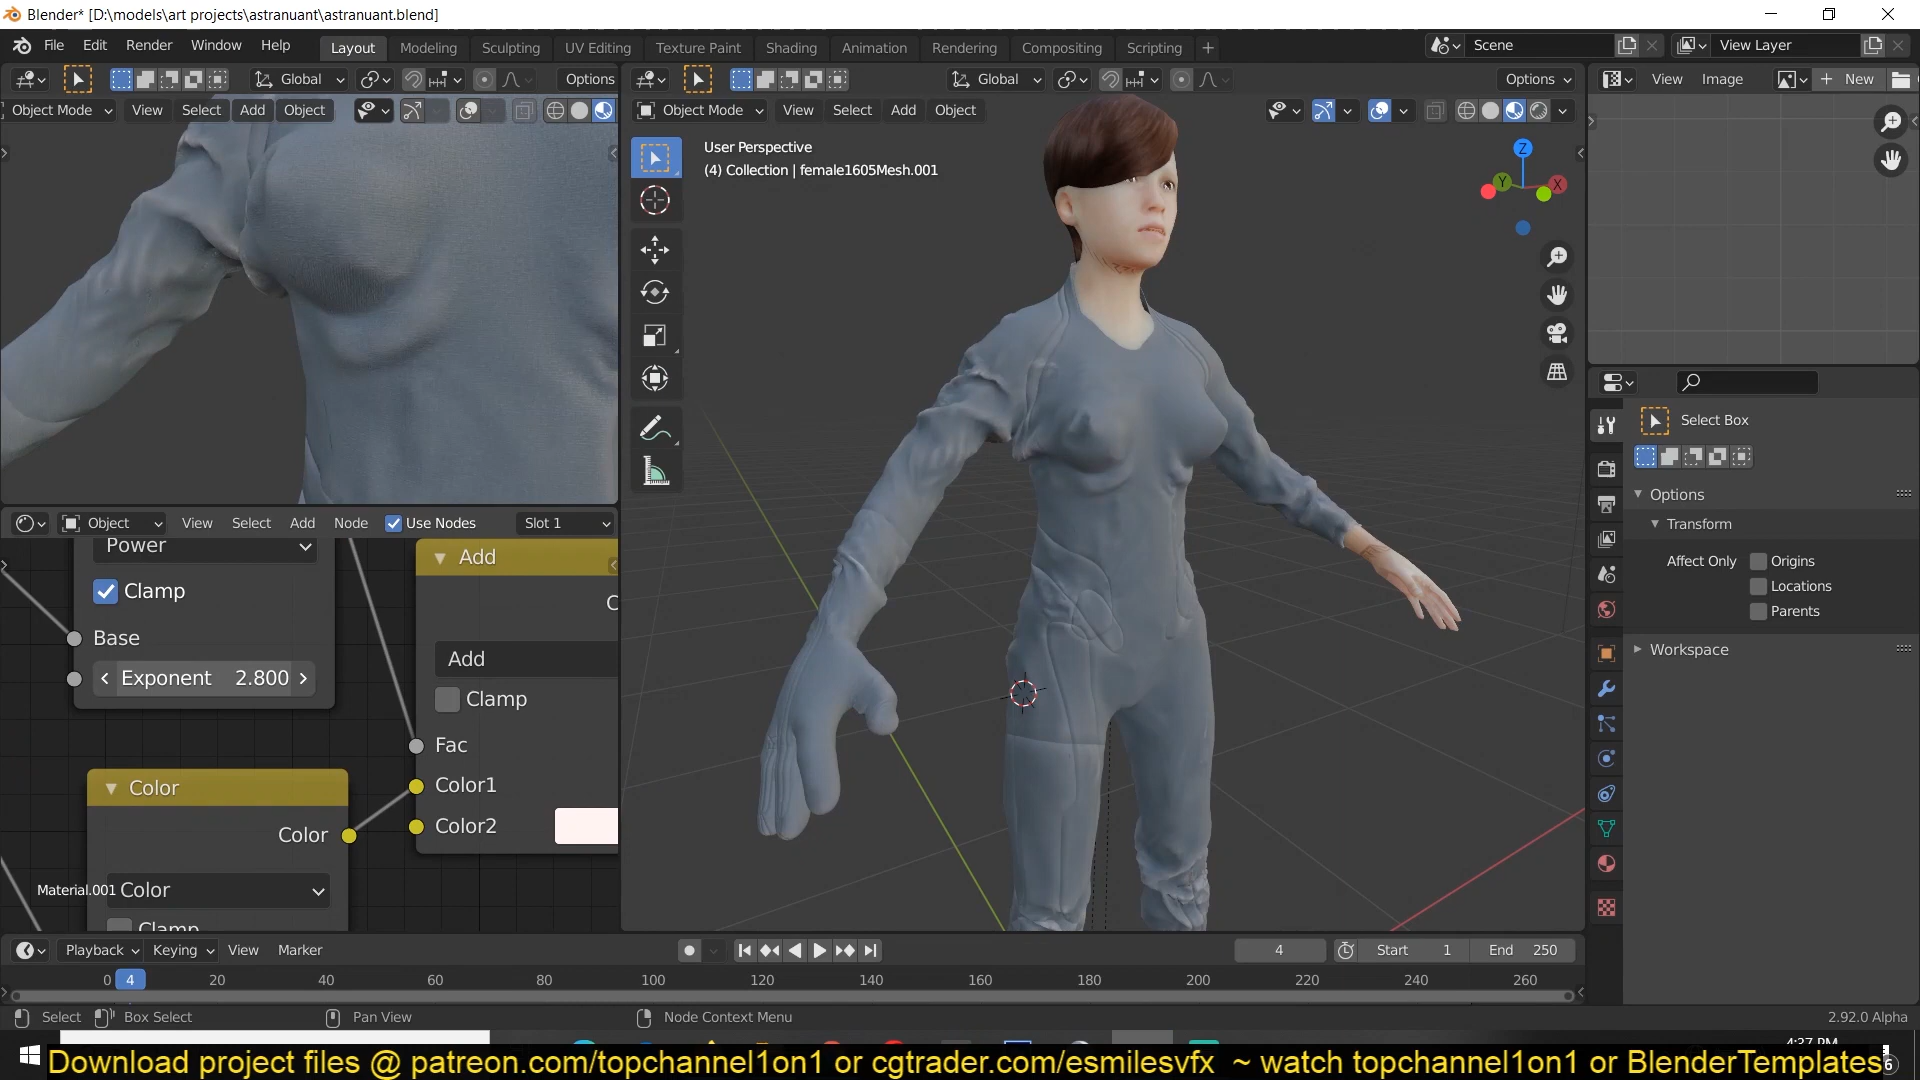 Blender* [D:\models\art projects\astranuant\astranuant.blend]
File Edit Render Window Help Layout Modeling Sculpting UV Editing Texture Paint Shading Animation Rendering Compositing Scripting + Scene View Layer
Global Options Global Options View Image New
Object Mode View Select Add Object Object Mode View Select Add Object
User Perspective
(4) Collection | female1605Mesh.001
Z
Y
X
Select Box
Options
Transform
Affect Only Origins
Locations
Parents
Workspace
Object View Select Add Node Use Nodes Slot 1
Power
Clamp
Base
Exponent 2.800
Add
Add
Clamp
Fac
Color1
Color2
Color
Color
Color
Clamp
Material.001
Playback Keying View Marker 4 Start 1 End 250
0 4 20 40 60 80 100 120 140 160 180 200 220 240 260
Select Box Select Pan View Node Context Menu 2.92.0 Alpha
4:37 PM
Download project files @ patreon.com/topchannel1on1 or cgtrader.com/esmilesvfx ~ watch topchannel1on1 or BlenderTemplates
6